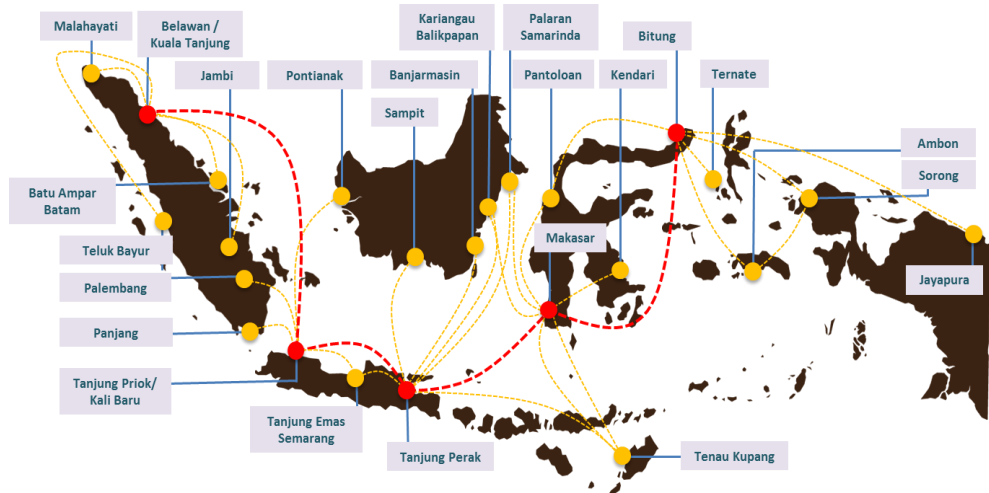 Malahayati
Belawan /
Kuala Tanjung
Jambi
Pontianak
Kariangau
Balikpapan
Banjarmasin
Sampit
Palaran
Samarinda
Pantoloan
Bitung
Kendari
Ternate
Ambon
Sorong
Batu Ampar
Batam
Teluk Bayur
Makasar
Palembang
Jayapura
Panjang
Tanjung Priok/
Kali Baru
Tanjung Emas
Semarang
Tanjung Perak
Tenau Kupang